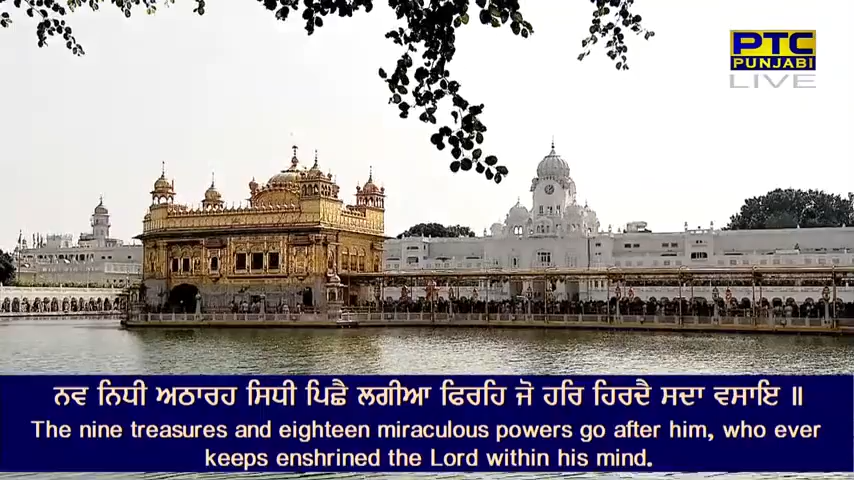 PTC
PUNJABI
LIVE
ਨਵ ਨਿਧੀ ਅਠਾਰਹ ਸਿਧੀ ਪਿਛੈ ਲਗੀਆ ਫਿਰਹਿ ਜੋ ਹਰਿ ਹਿਰਦੈ ਸਦਾ ਵਸਾਇ ॥
The nine treasures and eighteen miraculous powers go after him, who ever
keeps enshrined the Lord within his mind.